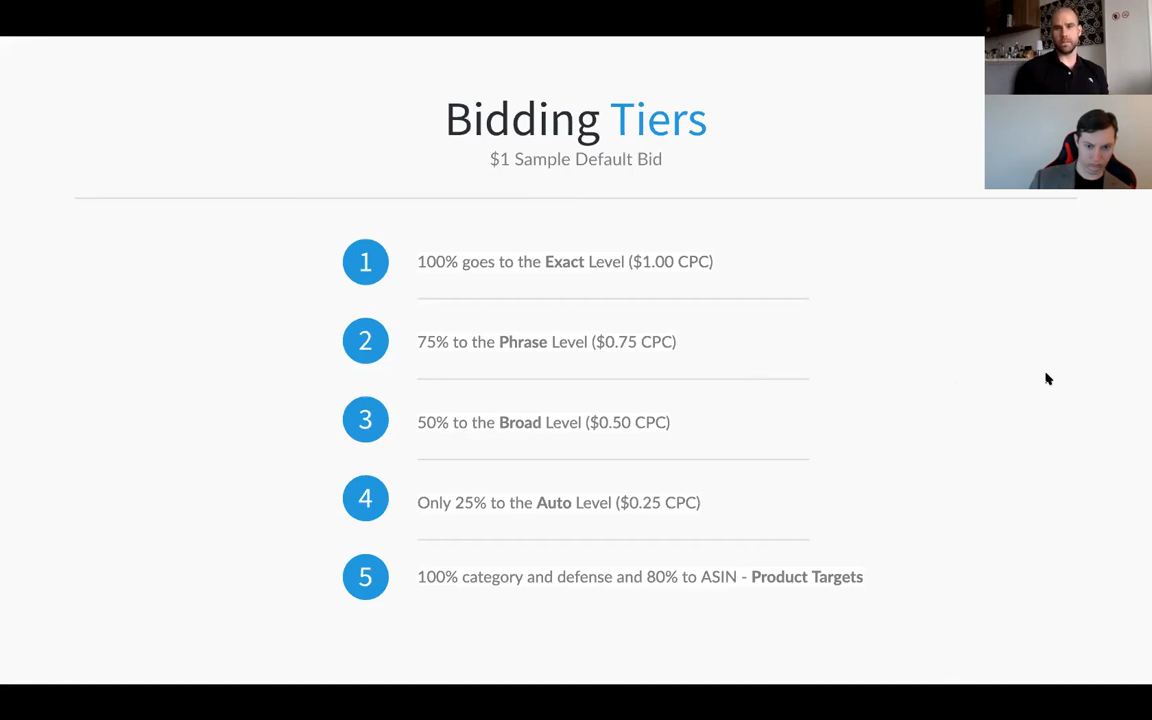 Bidding Tiers
$1 Sample Default Bid
1
100% goes to the Exact Level ($1.00 CPC)
2
75% to the Phrase Level ($0.75 CPC)
3
50% to the Broad Level ($0.50 CPC)
4
Only 25% to the Auto Level ($0.25 CPC)
5
100% category and defense and 80% to ASIN - Product Targets